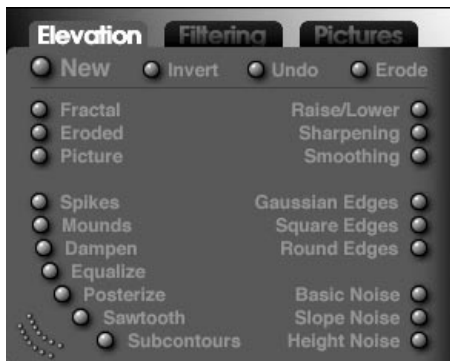 Elevation Filtering Pictures
New Invert Undo Erode
Fractal Raise/Lower
Eroded Sharpening
Picture Smoothing
Spikes Gaussian Edges
Mounds Square Edges
Dampen Round Edges
Equalize
Posterize Basic Noise
Sawtooth Slope Noise
Subcontours Height Noise